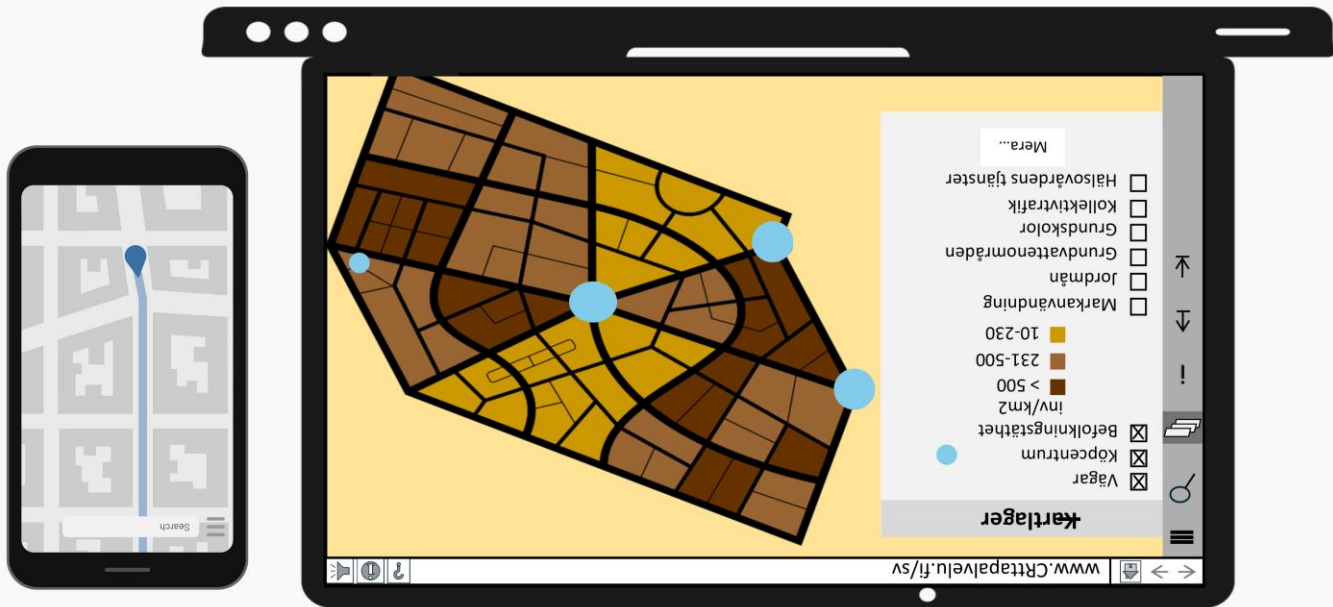 www.CRttapalvelu.fi/sv
Kartlager
Vägar
Köpcentrum
Befolkningstäthet
inv/km2
> 500
231-500
10-230
Markanvändning
Jordmån
Grundvattenområden
Grundskolor
Kollektivtrafik
Hälsovårdens tjänster
Mera...
Search